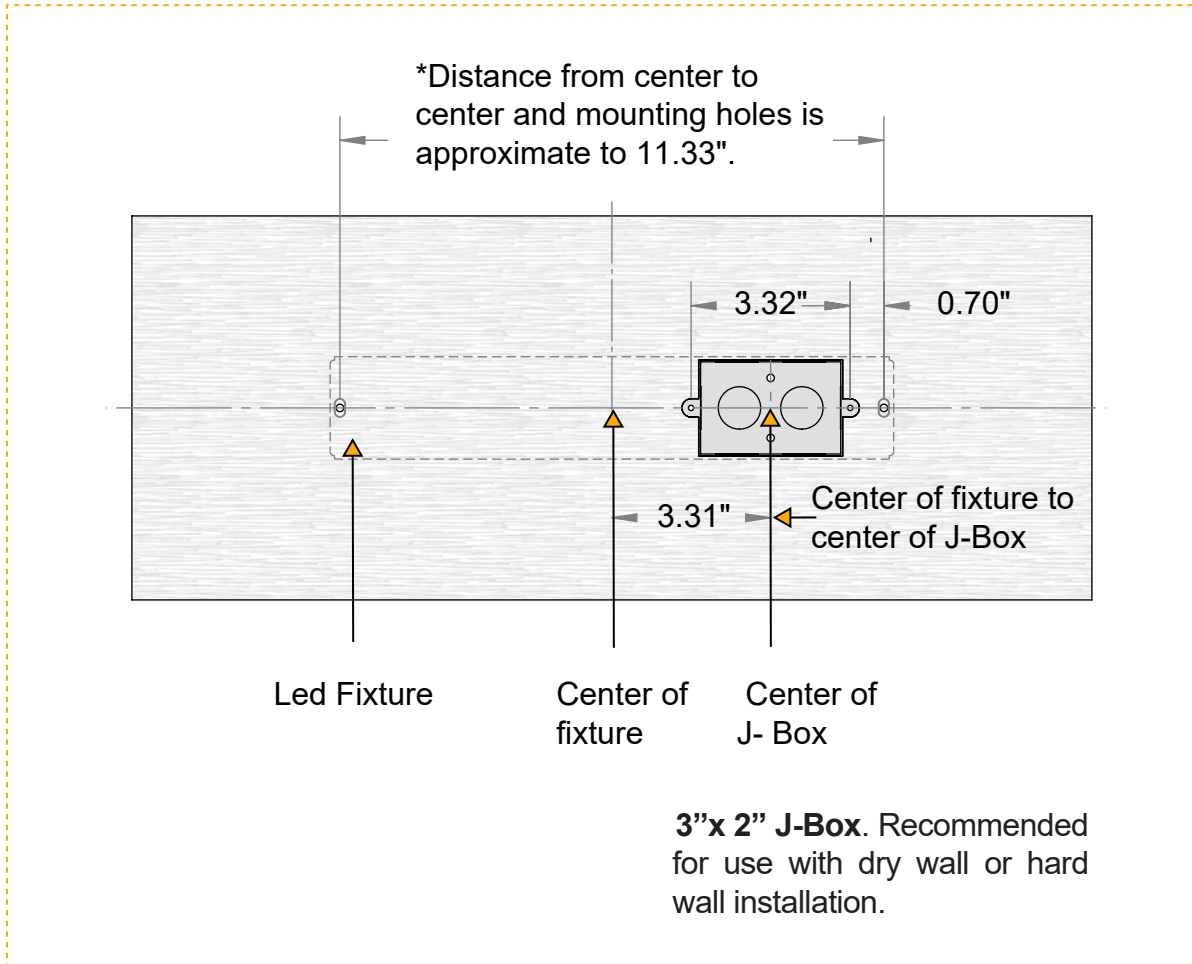 *Distance from center to
center and mounting holes is
approximate to 11.33".
3.32"
0.70"
3.31"
Center of fixture to
center of J-Box
Led Fixture
Center of
fixture
Center of
J- Box
3”x 2” J-Box. Recommended
for use with dry wall or hard
wall installation.